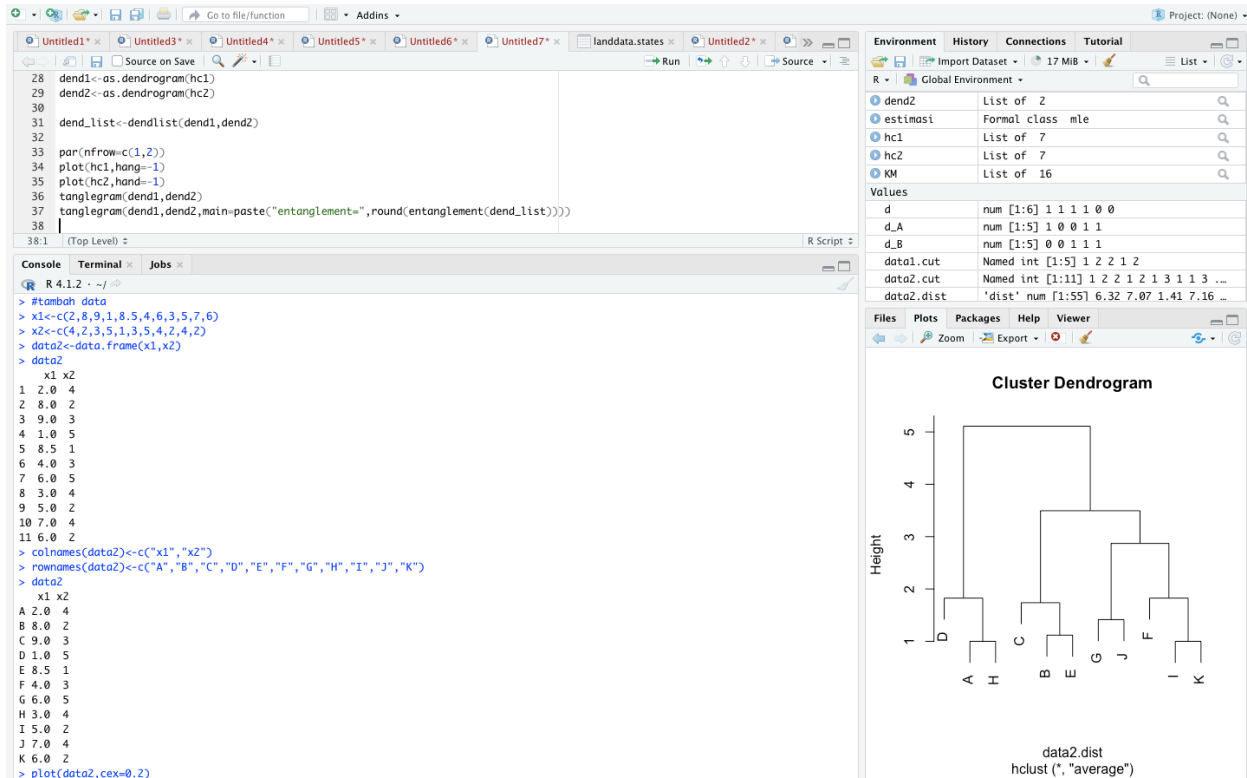 Go to file/function
Addins
Project: (None)
Untitled1* × Untitled3* × Untitled4* × Untitled5* × Untitled6* × Untitled7* × landdata.states × Untitled2* ×
Source on Save
Run
Source
28 dend1<-as.dendrogram(hc1)
29 dend2<-as.dendrogram(hc2)
30
31 dend_list<-dendlist(dend1,dend2)
32
33 par(nfrow=c(1,2))
34 plot(hc1,hang=-1)
35 plot(hc2,hand=-1)
36 tanglegram(dend1,dend2)
37 tanglegram(dend1,dend2,main=paste("entanglement=",round(entanglement(dend_list))))
38
38:1 (Top Level)
R Script
Console Terminal × Jobs ×
R 4.1.2 · ~/
> #tambah data
> x1<-c(2,8,9,1,8.5,4,6,3,5,7,6)
> x2<-c(4,2,3,5,1,3,5,4,2,4,2)
> data2<-data.frame(x1,x2)
> data2
x1 x2
1 2.0 4
2 8.0 2
3 9.0 3
4 1.0 5
5 8.5 1
6 4.0 3
7 6.0 5
8 3.0 4
9 5.0 2
10 7.0 4
11 6.0 2
> colnames(data2)<-c("x1","x2")
> rownames(data2)<-c("A","B","C","D","E","F","G","H","I","J","K")
> data2
x1 x2
A 2.0 4
B 8.0 2
C 9.0 3
D 1.0 5
E 8.5 1
F 4.0 3
G 6.0 5
H 3.0 4
I 5.0 2
J 7.0 4
K 6.0 2
> plot(data2,cex=0.2)
Environment History Connections Tutorial
Import Dataset
17 MiB
List
R
Global Environment
dend2 List of 2
estimasi Formal class mle
hc1 List of 7
hc2 List of 7
KM List of 16
Values
d num [1:6] 1 1 1 1 0 0
d_A num [1:5] 1 0 0 1 1
d_B num [1:5] 0 0 1 1 1
data1.cut Named int [1:5] 1 2 2 1 2
data2.cut Named int [1:11] 1 2 2 1 2 1 3 1 1 3 ...
data2.dist 'dist' num [1:55] 6.32 7.07 1.41 7.16 ...
Files Plots Packages Help Viewer
Zoom
Export
Cluster Dendrogram
Height
5
4
3
2
1
D
A
H
C
B
E
G
J
F
I
K
data2.dist
hclust (*, "average")